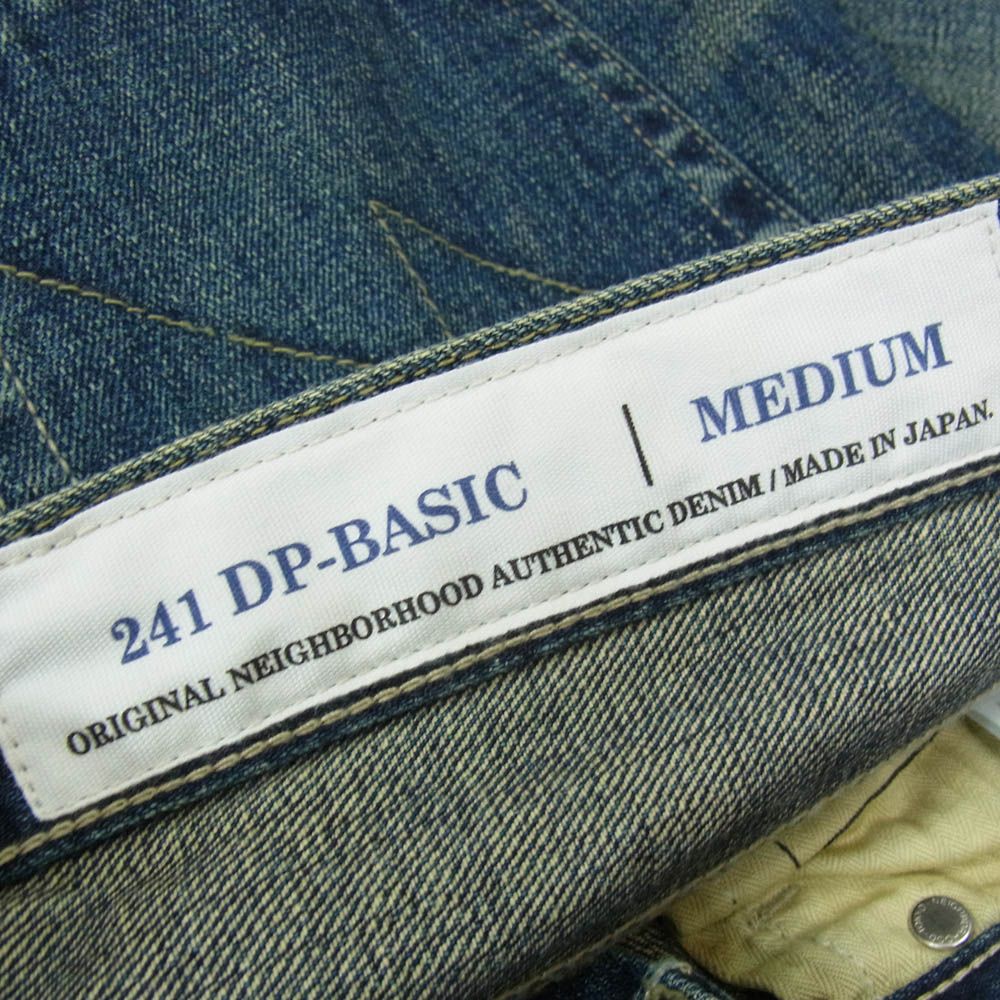 241 DP-BASIC | MEDIUM
ORIGINAL NEIGHBORHOOD AUTHENTIC DENIM / MADE IN JAPAN.